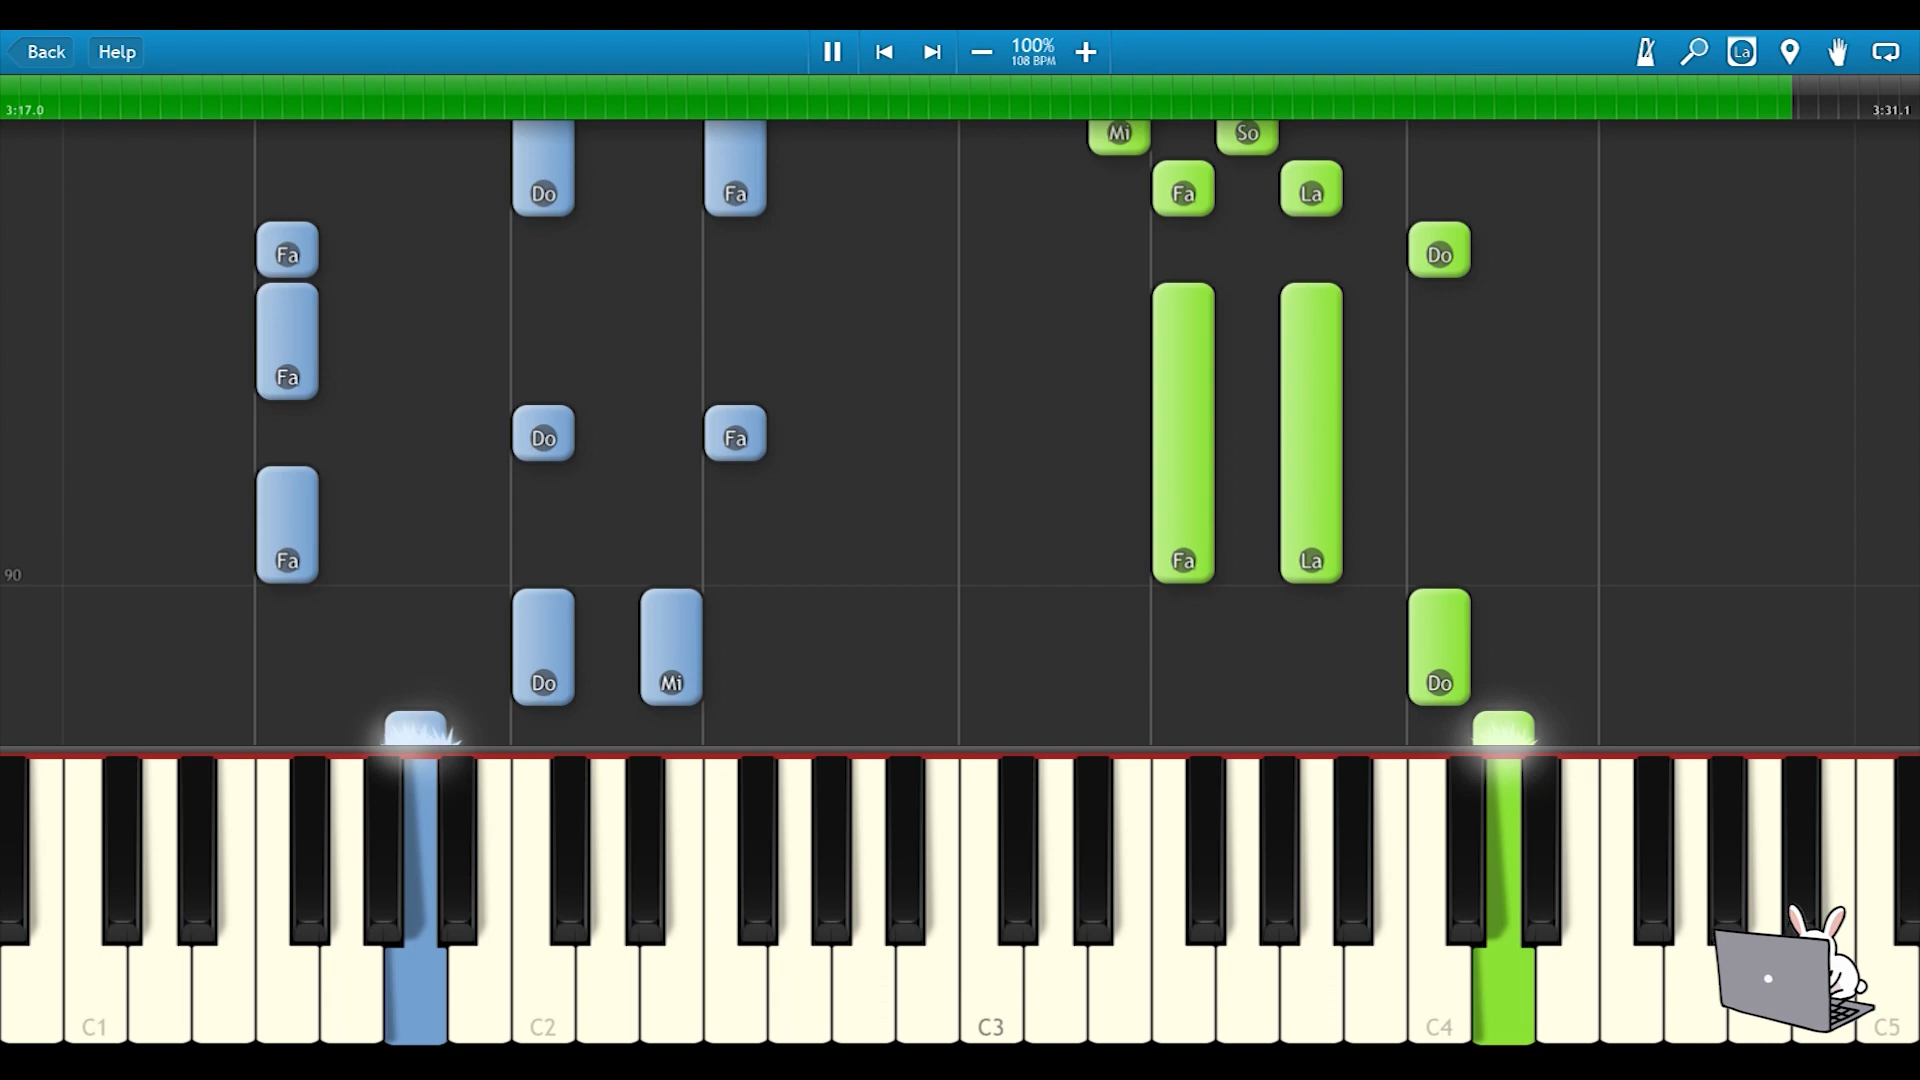 Back Help 100%
108 BPM La
3:17.0 3:31.1
Mi So
Do Fa Fa La
Fa Do
Fa
Do Fa
Fa Fa La
90
Do Mi Do
C1 C2 C3 C4 C5